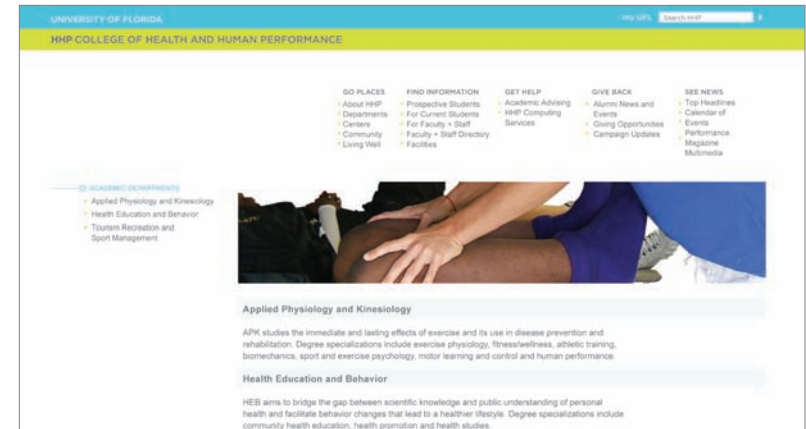 UNIVERSITY OF FLORIDA
my UFL
Search HHP
HHP COLLEGE OF HEALTH AND HUMAN PERFORMANCE
GO PLACES
About HHP
Departments
Centers
Community
Living Well
FIND INFORMATION
Prospective Students
For Current Students
For Faculty + Staff
Faculty + Staff Directory
Facilities
GET HELP
Academic Advising
HHP Computing
Services
GIVE BACK
Alumni News and
Events
Giving Opportunities
Campaign Updates
SEE NEWS
Top Headlines
Calendar of
Events
Performance
Magazine
Multimedia
ACADEMIC DEPARTMENTS
Applied Physiology and Kinesiology
Health Education and Behavior
Tourism Recreation and
Sport Management
Applied Physiology and Kinesiology
APK studies the immediate and lasting effects of exercise and its use in disease prevention and
rehabilitation. Degree specializations include exercise physiology, fitness/wellness, athletic training,
biomechanics, sport and exercise psychology, motor learning and control and human performance.
Health Education and Behavior
HEB aims to bridge the gap between scientific knowledge and public understanding of personal
health and facilitate behavior changes that lead to a healthier lifestyle. Degree specializations include
community health education, health promotion and health studies.